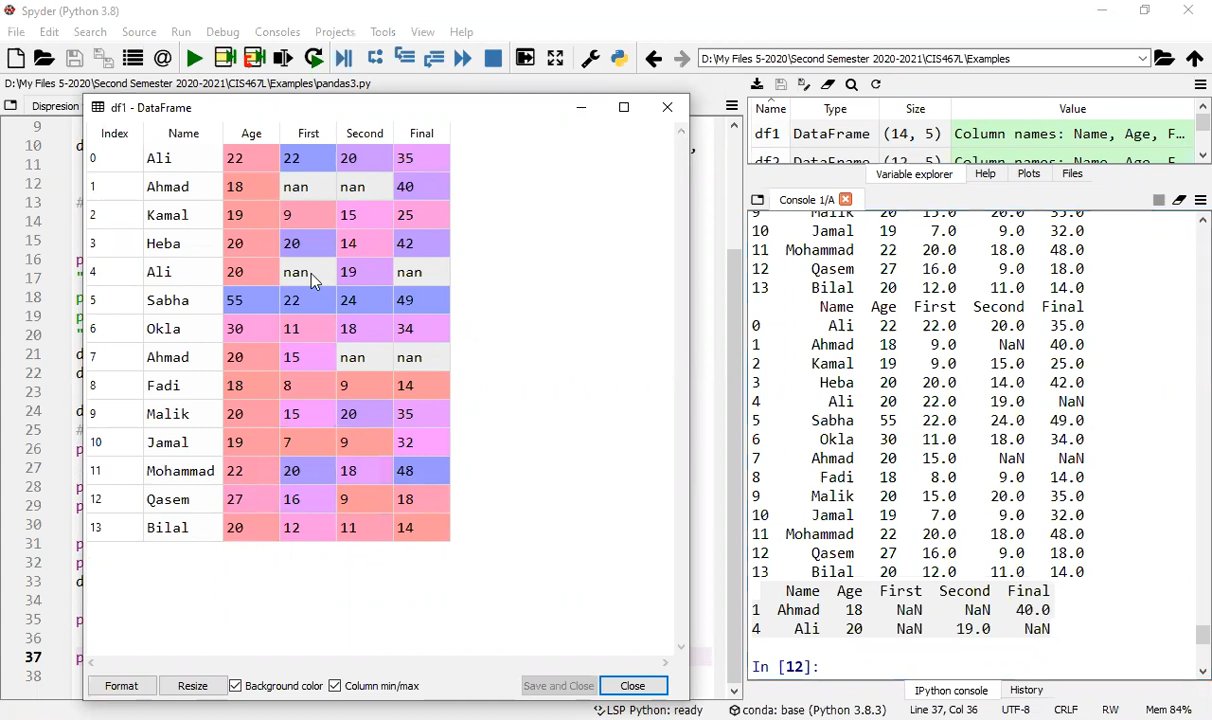 Spyder (Python 3.8)
File Edit Search Source Run Debug Consoles Projects Tools View Help
D:\My Files 5-2020\Second Semester 2020-2021\CIS467L\Examples
D:\My Files 5-2020\Second Semester 2020-2021\CIS467L\Examples\pandas3.py
Dispresion
df1 - DataFrame
Index Name Age First Second Final
0 Ali 22 22 20 35
1 Ahmad 18 nan nan 40
2 Kamal 19 9 15 25
3 Heba 20 20 14 42
4 Ali 20 nan 19 nan
5 Sabha 55 22 24 49
6 Okla 30 11 18 34
7 Ahmad 20 15 nan nan
8 Fadi 18 8 9 14
9 Malik 20 15 20 35
10 Jamal 19 7 9 32
11 Mohammad 22 20 18 48
12 Qasem 27 16 9 18
13 Bilal 20 12 11 14
Format Resize Background color Column min/max Save and Close Close
9
10 d
11
12 d
13
14 #
15
16 p
17 "
18 p
19 p
20 "
21 d
22 d
23
24 d
25 #
26 p
27
28 p
29 p
30
31 p
32 p
33 d
34
35 p
36
37 p
38
Name Type Size Value
df1 DataFrame (14, 5) Column names: Name, Age, F...
df2 DataFrame (12, 5) Column names: Name, Age, F...
Variable explorer Help Plots Files
Console 1/A
9 Malik 20 15.0 20.0 35.0
10 Jamal 19 7.0 9.0 32.0
11 Mohammad 22 20.0 18.0 48.0
12 Qasem 27 16.0 9.0 18.0
13 Bilal 20 12.0 11.0 14.0
Name Age First Second Final
0 Ali 22 22.0 20.0 35.0
1 Ahmad 18 9.0 NaN 40.0
2 Kamal 19 9.0 15.0 25.0
3 Heba 20 20.0 14.0 42.0
4 Ali 20 22.0 19.0 NaN
5 Sabha 55 22.0 24.0 49.0
6 Okla 30 11.0 18.0 34.0
7 Ahmad 20 15.0 NaN NaN
8 Fadi 18 8.0 9.0 14.0
9 Malik 20 15.0 20.0 35.0
10 Jamal 19 7.0 9.0 32.0
11 Mohammad 22 20.0 18.0 48.0
12 Qasem 27 16.0 9.0 18.0
13 Bilal 20 12.0 11.0 14.0
Name Age First Second Final
1 Ahmad 18 NaN NaN 40.0
4 Ali 20 NaN 19.0 NaN
In [12]:
IPython console History
LSP Python: ready conda: base (Python 3.8.3) Line 37, Col 36 UTF-8 CRLF RW Mem 84%